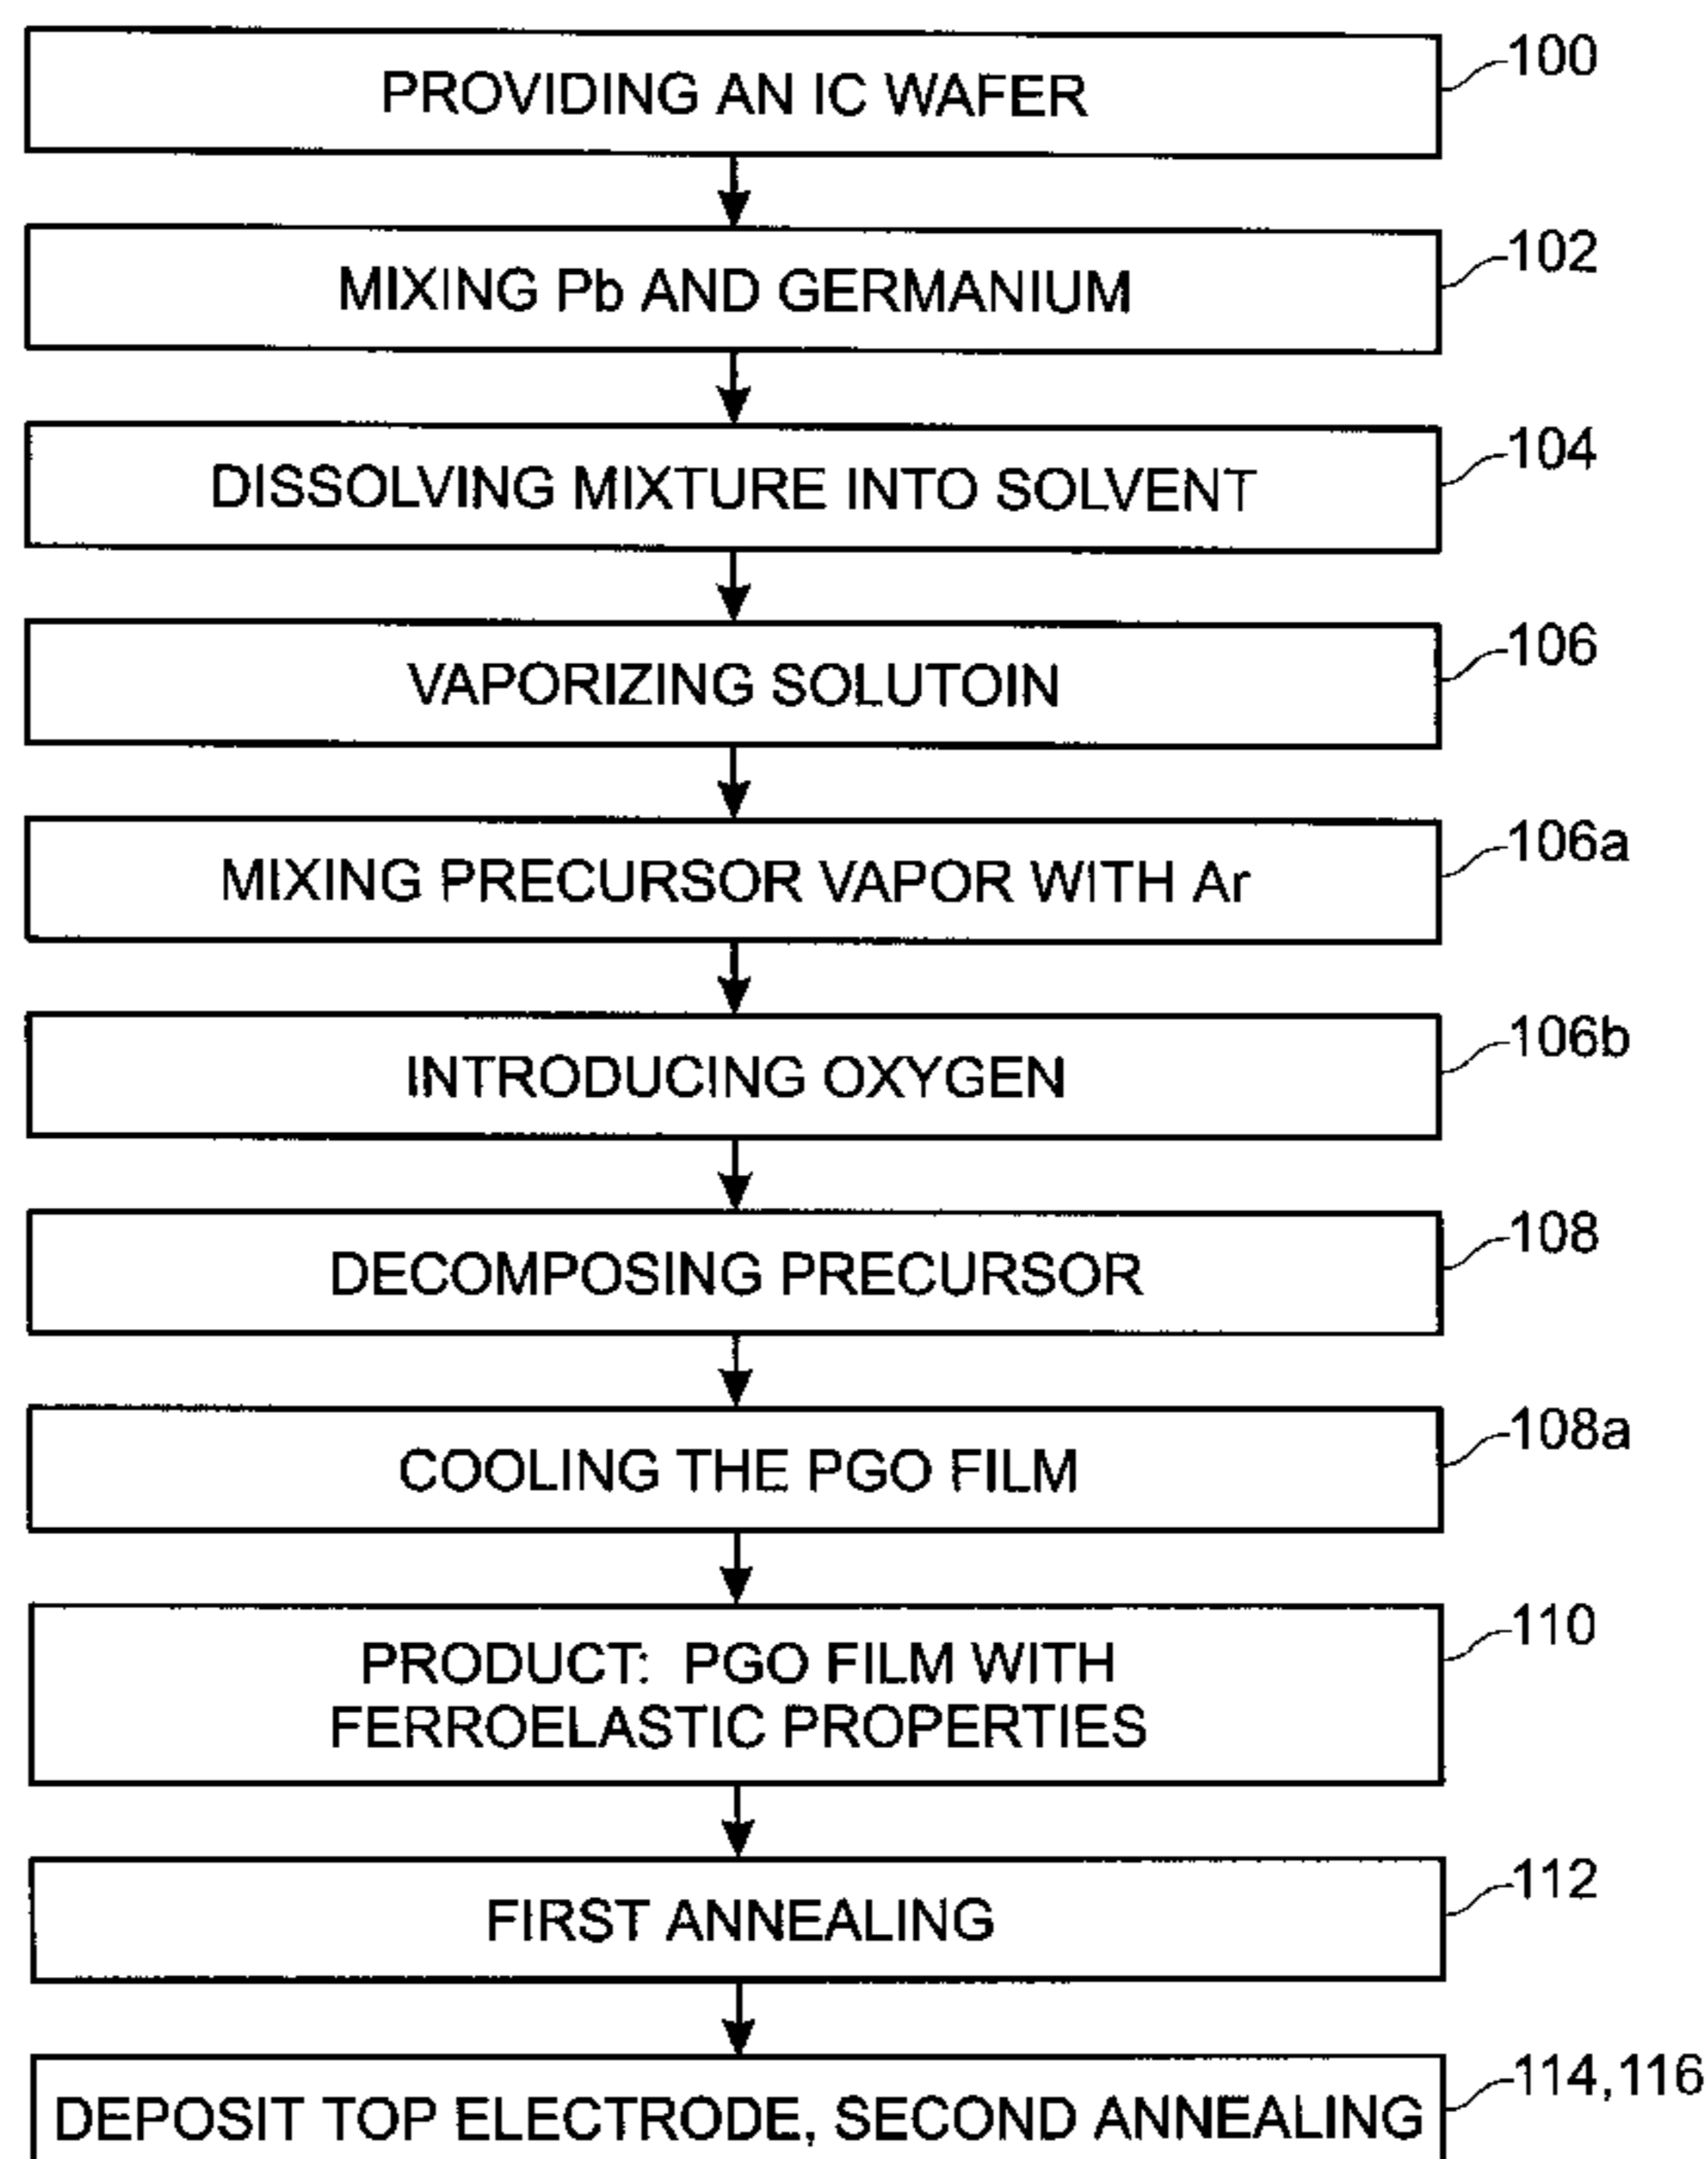 PROVIDING AN IC WAFER
100
MIXING Pb AND GERMANIUM
102
DISSOLVING MIXTURE INTO SOLVENT
104
VAPORIZING SOLUTOIN
106
MIXING PRECURSOR VAPOR WITH Ar
106a
INTRODUCING OXYGEN
106b
DECOMPOSING PRECURSOR
108
COOLING THE PGO FILM
108a
PRODUCT: PGO FILM WITH
FERROELASTIC PROPERTIES
110
FIRST ANNEALING
112
DEPOSIT TOP ELECTRODE, SECOND ANNEALING
114,116